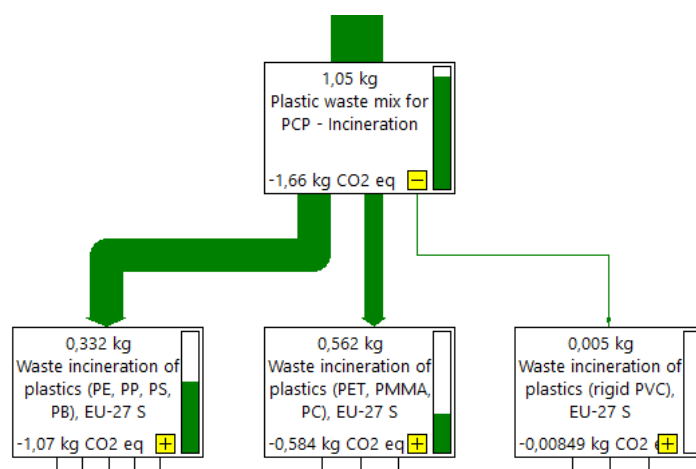 1,05 kg
Plastic waste mix for
PCP - Incineration
-1,66 kg CO2 eq
0,332 kg
Waste incineration of
plastics (PE, PP, PS,
PB), EU-27 S
-1,07 kg CO2 eq
0,562 kg
Waste incineration of
plastics (PET, PMMA,
PC), EU-27 S
-0,584 kg CO2 eq
0,005 kg
Waste incineration of
plastics (rigid PVC),
EU-27 S
-0,00849 kg CO2 e